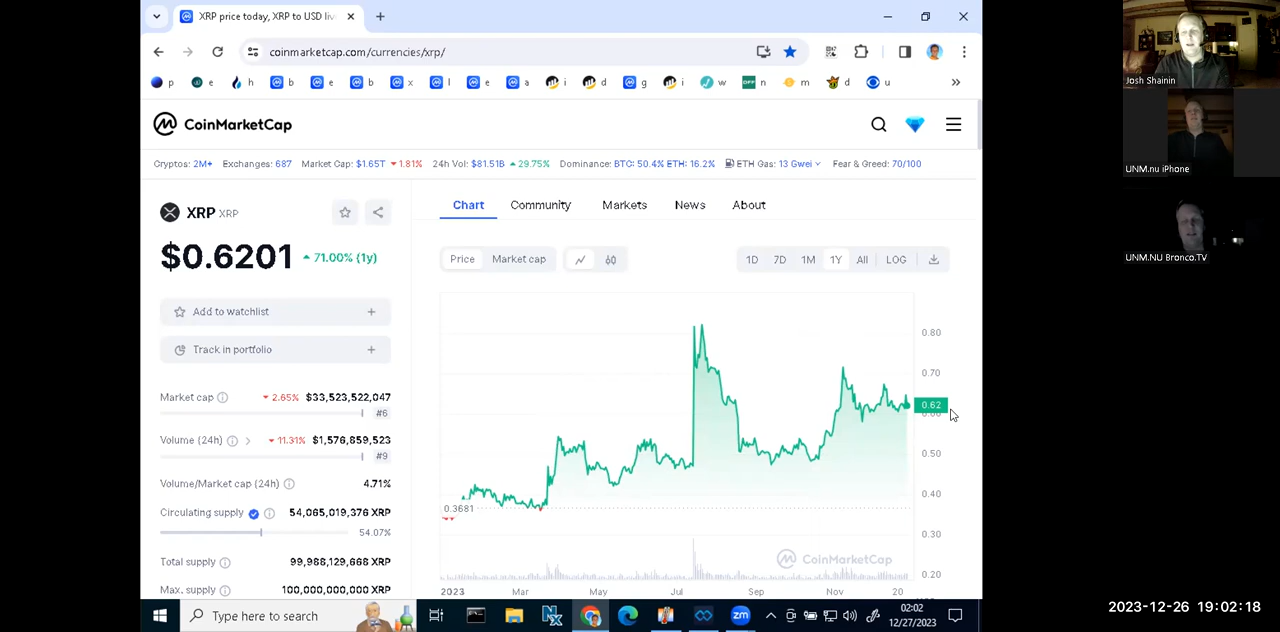 XRP price today, XRP to USD liv
coinmarketcap.com/currencies/xrp/
p e h b e b x l e a i d g i w OFF n m d u »
CoinMarketCap
Cryptos: 2M+ Exchanges: 687 Market Cap: $1.65T 1.81% 24h Vol: $81.51B 29.75% Dominance: BTC: 50.4% ETH: 16.2% ETH Gas: 13 Gwei Fear & Greed: 70/100
XRP XRP
$0.6201 71.00% (1y)
Add to watchlist +
Track in portfolio +
Market cap 2.65% $33,523,522,047
#6
Volume (24h) 11.31% $1,576,859,523
#9
Volume/Market cap (24h) 4.71%
Circulating supply 54,065,019,376 XRP
54.07%
Total supply 99,988,129,668 XRP
Max. supply 100,000,000,000 XRP
Chart Community Markets News About
Price Market cap 1D 7D 1M 1Y All LOG
0.80
0.70
0.62
0.60
0.50
0.40
0.3681
0.30
0.20
CoinMarketCap
2023 Mar May Jul Sep Nov 20
Type here to search
zm
02:02
12/27/2023
Josh Shainin
UNM.nu iPhone
UNM.NU Bronco.TV
2023-12-26 19:02:18